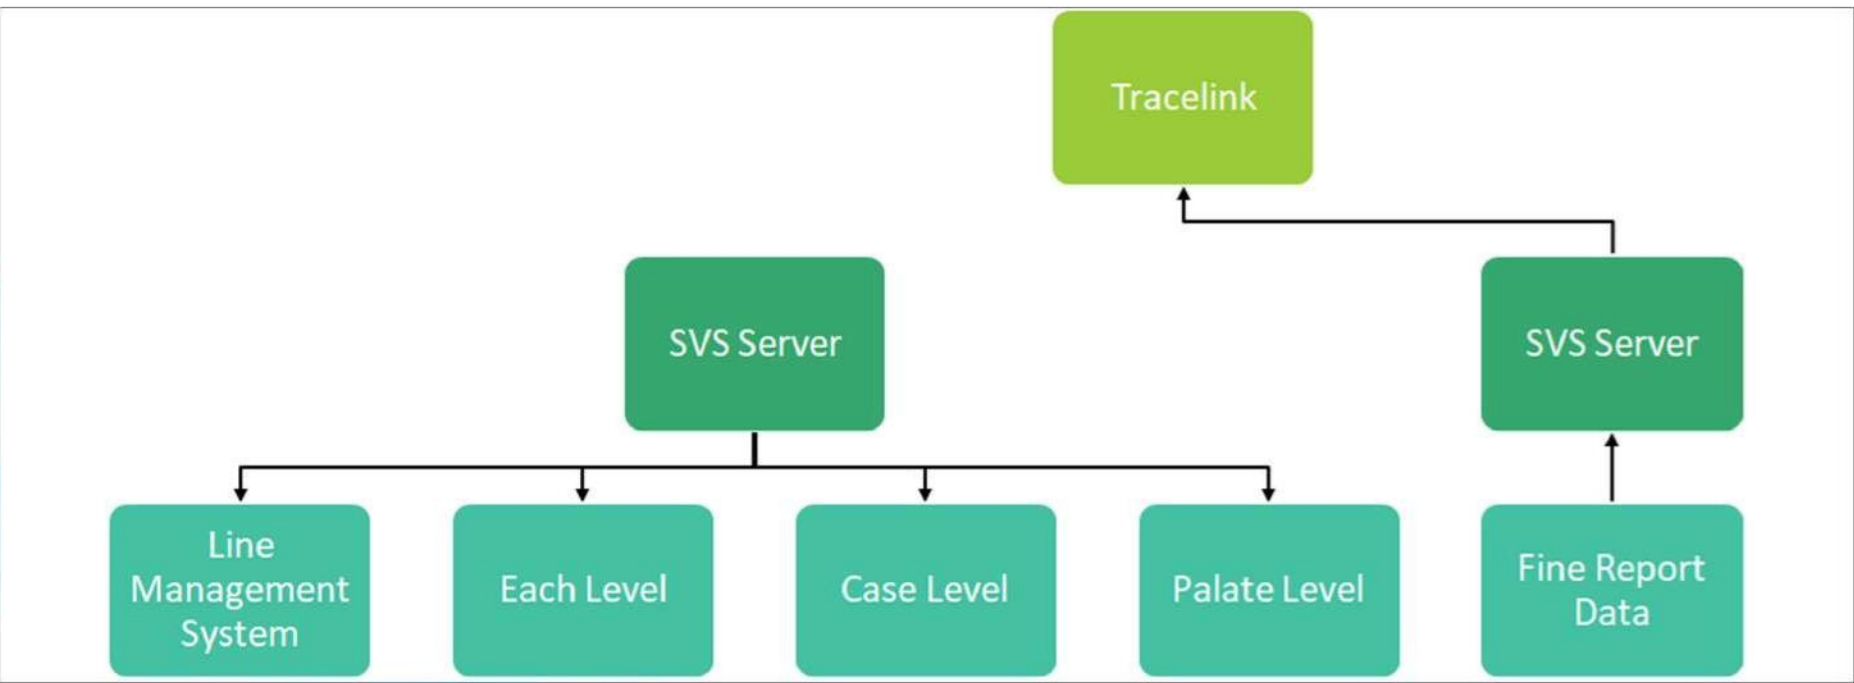 Tracelink
SVS Server
SVS Server
Line
Management
System
Each Level
Case Level
Palate Level
Fine Report
Data